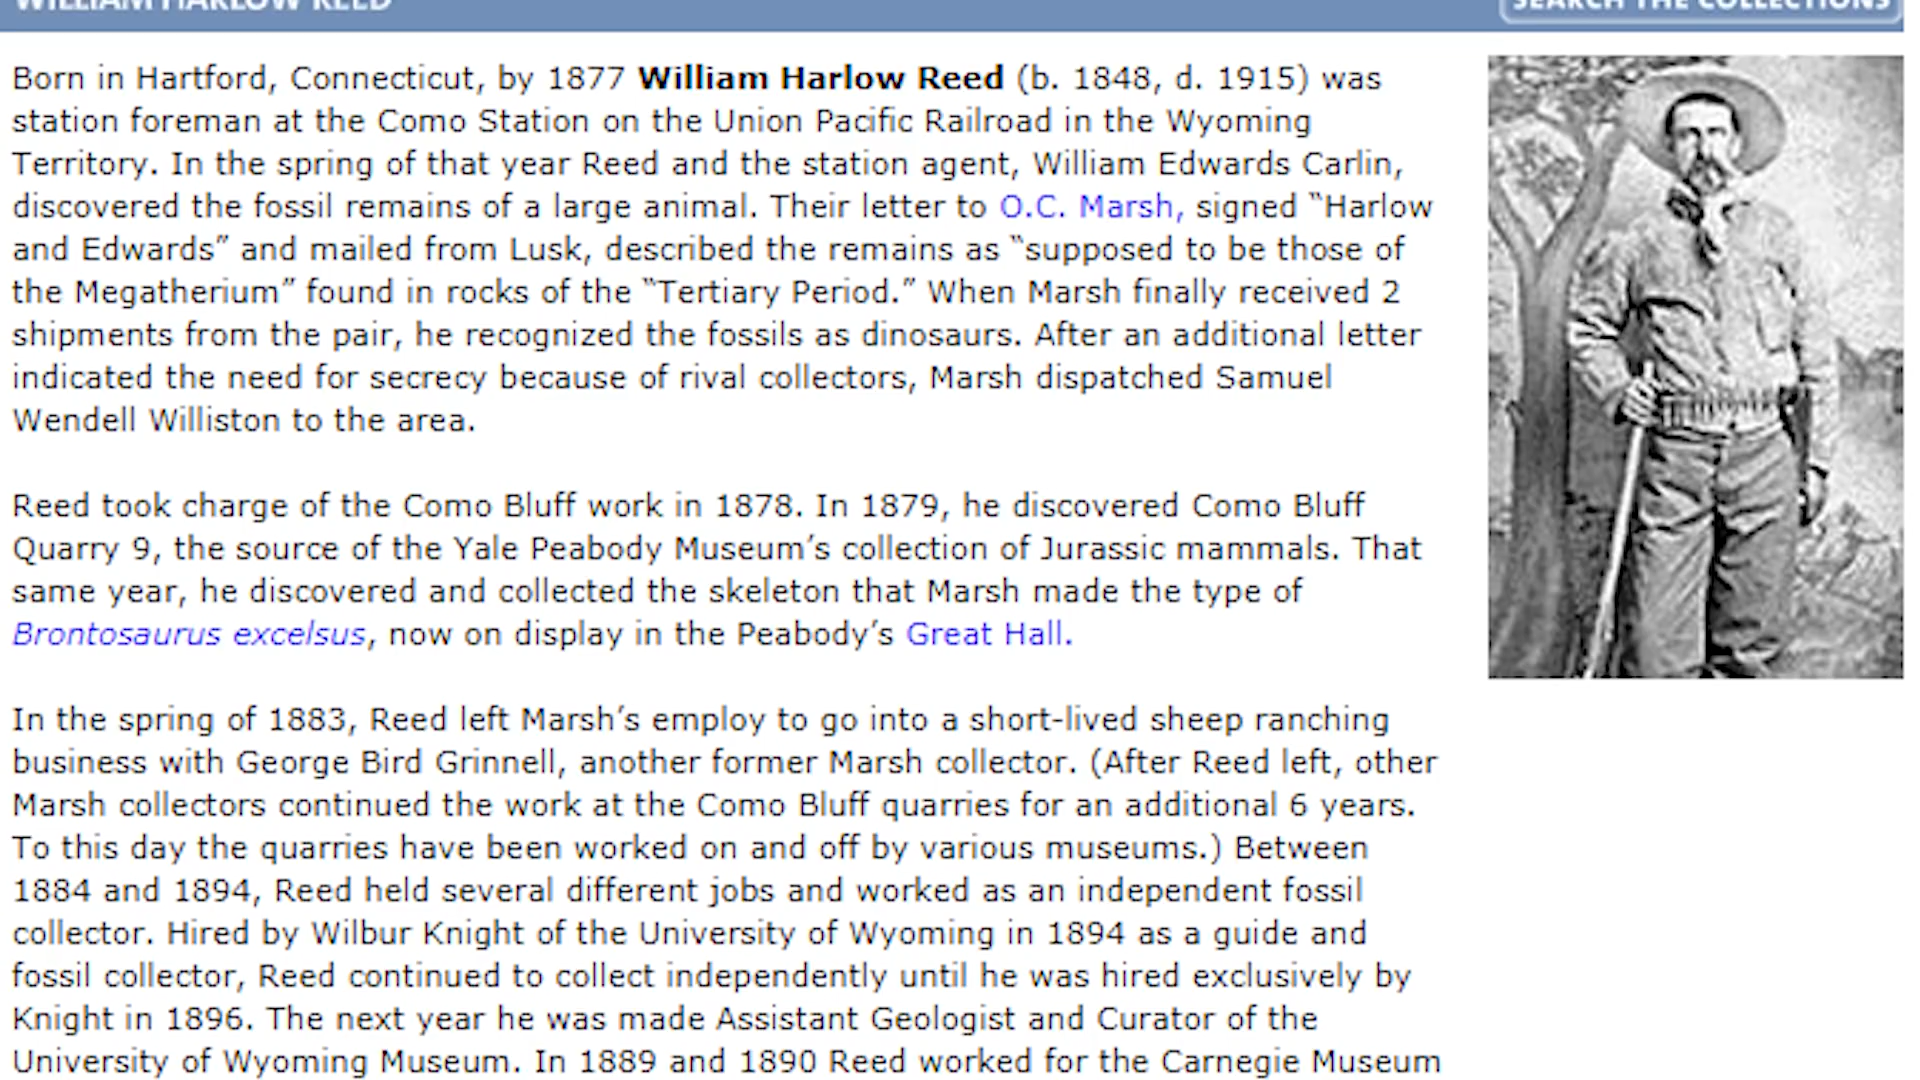 WILLIAM HARLOW REED
SEARCH THE COLLECTIONS
Born in Hartford, Connecticut, by 1877 William Harlow Reed (b. 1848, d. 1915) was
station foreman at the Como Station on the Union Pacific Railroad in the Wyoming
Territory. In the spring of that year Reed and the station agent, William Edwards Carlin,
discovered the fossil remains of a large animal. Their letter to O.C. Marsh, signed “Harlow
and Edwards” and mailed from Lusk, described the remains as “supposed to be those of
the Megatherium” found in rocks of the “Tertiary Period.” When Marsh finally received 2
shipments from the pair, he recognized the fossils as dinosaurs. After an additional letter
indicated the need for secrecy because of rival collectors, Marsh dispatched Samuel
Wendell Williston to the area.
Reed took charge of the Como Bluff work in 1878. In 1879, he discovered Como Bluff
Quarry 9, the source of the Yale Peabody Museum’s collection of Jurassic mammals. That
same year, he discovered and collected the skeleton that Marsh made the type of
Brontosaurus excelsus, now on display in the Peabody’s Great Hall.
In the spring of 1883, Reed left Marsh’s employ to go into a short-lived sheep ranching
business with George Bird Grinnell, another former Marsh collector. (After Reed left, other
Marsh collectors continued the work at the Como Bluff quarries for an additional 6 years.
To this day the quarries have been worked on and off by various museums.) Between
1884 and 1894, Reed held several different jobs and worked as an independent fossil
collector. Hired by Wilbur Knight of the University of Wyoming in 1894 as a guide and
fossil collector, Reed continued to collect independently until he was hired exclusively by
Knight in 1896. The next year he was made Assistant Geologist and Curator of the
University of Wyoming Museum. In 1889 and 1890 Reed worked for the Carnegie Museum